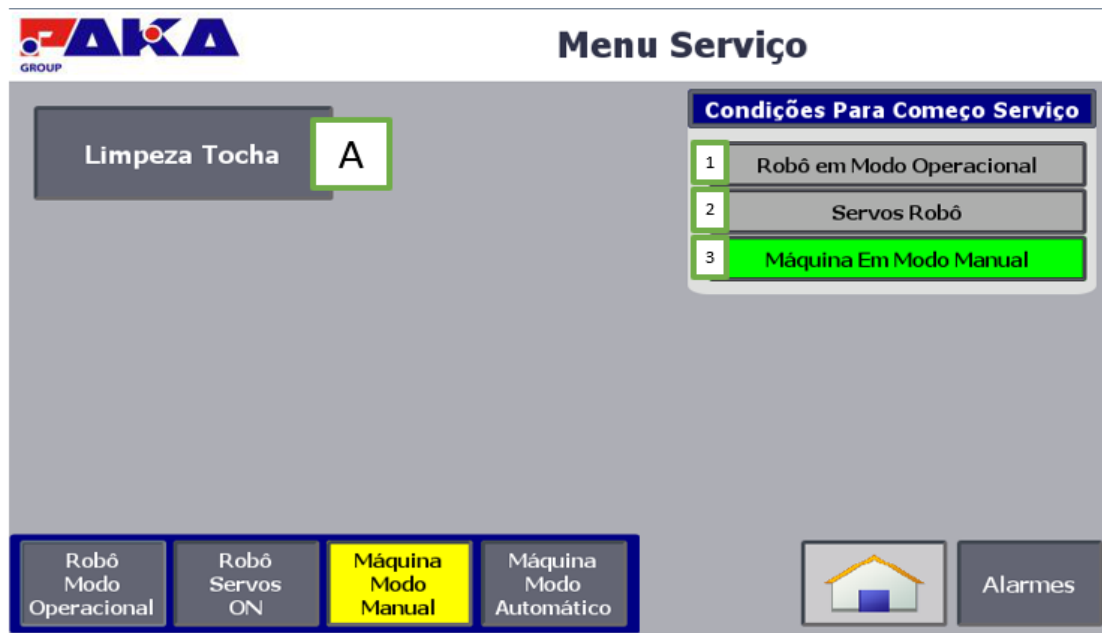 AKA
GROUP
Menu Serviço
Limpeza Tocha
A
Condições Para Começo Serviço
1
Robô em Modo Operacional
2
Servos Robô
3
Máquina Em Modo Manual
Robô
Modo
Operacional
Robô
Servos
ON
Máquina
Modo
Manual
Máquina
Modo
Automático
Alarmes